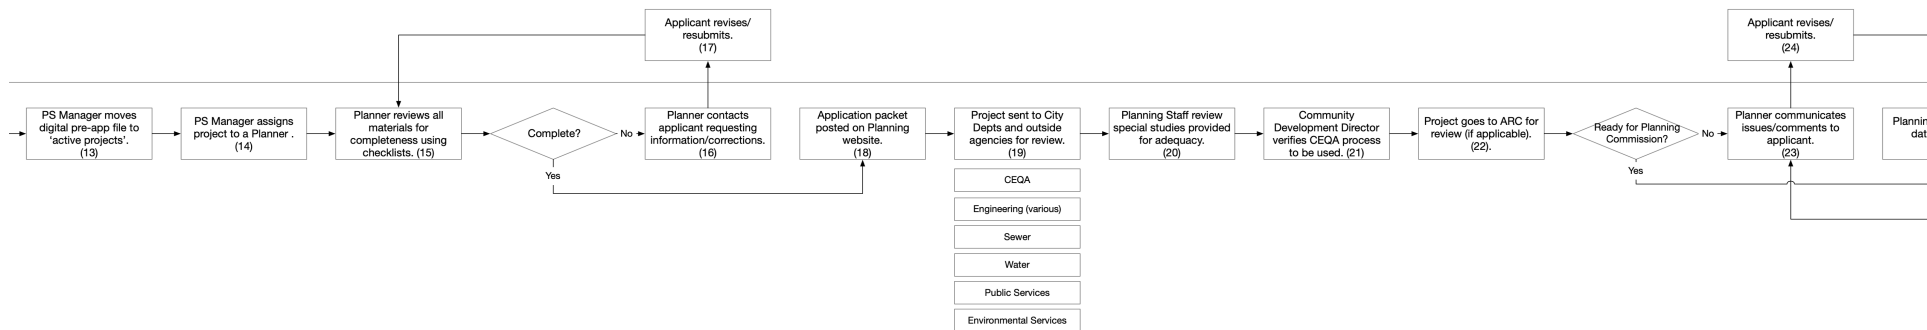 Applicant revises/
resubmits.
(17)
Applicant revises/
resubmits.
(24)
PS Manager moves
digital pre-app file to
‘active projects’.
(13)
PS Manager assigns
project to a Planner .
(14)
Planner reviews all
materials for
completeness using
checklists. (15)
Complete?
No
Planner contacts
applicant requesting
information/corrections.
(16)
Application packet
posted on Planning
website.
(18)
Project sent to City
Depts and outside
agencies for review.
(19)
Planning Staff review
special studies provided
for adequacy.
(20)
Community
Development Director
verifies CEQA process
to be used. (21)
Project goes to ARC for
review (if applicable).
(22).
Ready for Planning
Commission?
No
Planner communicates
issues/comments to
applicant.
(23)
Yes
Yes
CEQA
Engineering (various)
Sewer
Water
Public Services
Environmental Services